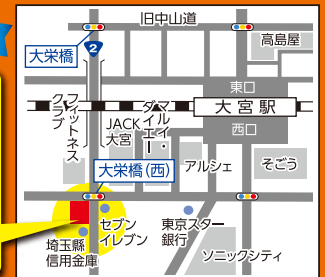 旧中山道
大栄橋
2
高島屋
東口
大宮駅
西口
フィットネス
クラブ
JACK
大宮
マルイ・
ダイエー
大栄橋(西)
アルシェ
そごう
セブン
イレブン
東京スター
銀行
埼玉縣
信用金庫
ソニックシティ